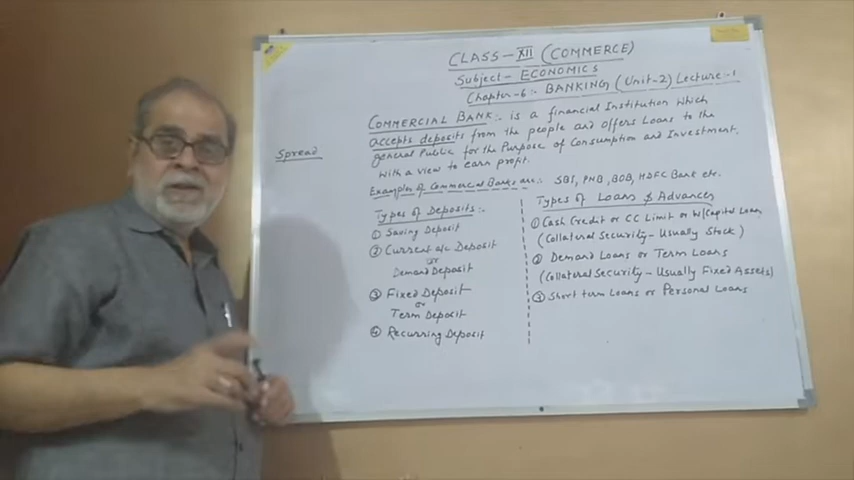 CLASS - XII (COMMERCE)
Subject - ECONOMICS
Chapter-6:- BANKING (Unit-2) Lecture:-1
COMMERCIAL BANK:- is a financial Institution which
accepts deposits from the people and offers Loans to the
general Public for the Purpose of Consumption and Investment.
with a view to earn profit.
Spread
Examples of Commercial Banks are:- SBI, PNB, BOB, HDFC Bank etc.
Types of Deposits:-
① Saving Deposit
② Current a/c Deposit
or
Demand Deposit
③ Fixed Deposit
or
Term Deposit
④ Recurring Deposit
Types of Loans & Advances
① Cash Credit or CC Limit or W/Capital Loan
(Collateral Security - Usually Stock)
② Demand Loans or Term Loans
(Collateral Security - Usually Fixed Assets)
③ Short term Loans or Personal Loans